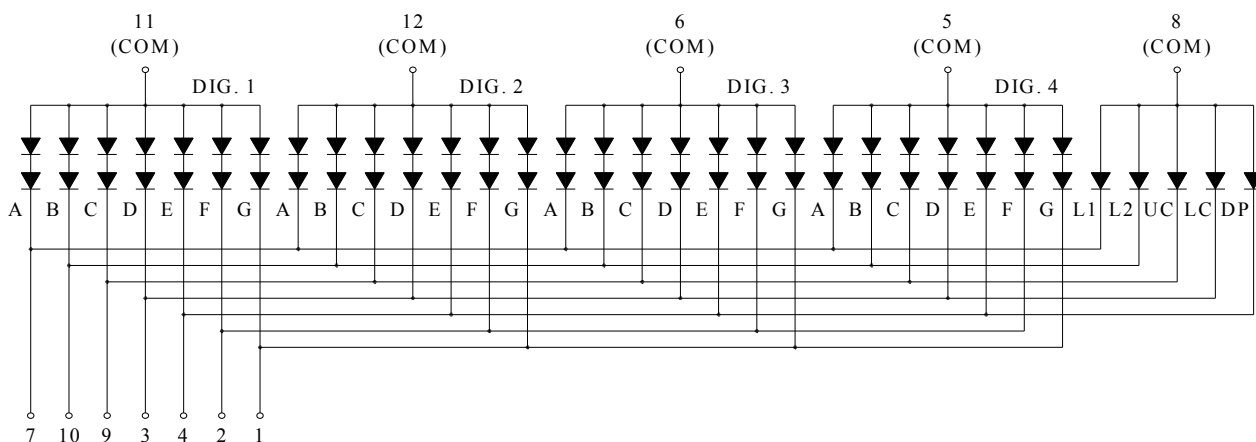 11 12 6 5 8
(COM) (COM) (COM) (COM) (COM)
DIG. 1 DIG. 2 DIG. 3 DIG. 4
A B C D E F G A B C D E F G A B C D E F G A B C D E F G L1 L2 UC LC DP
7 10 9 3 4 2 1